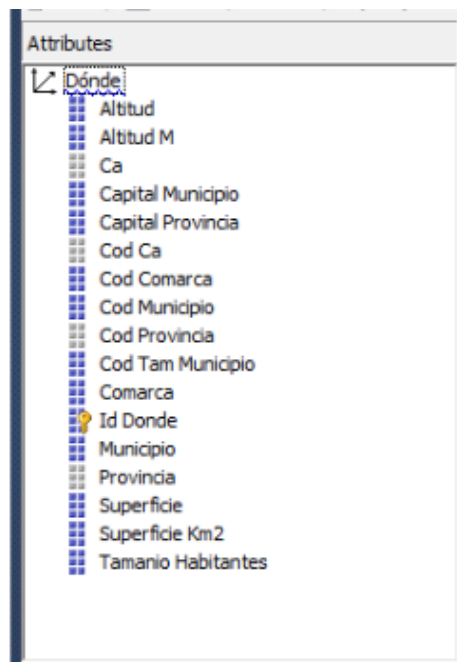 Attributes
Dónde
Altitud
Altitud M
Ca
Capital Municipio
Capital Provincia
Cod Ca
Cod Comarca
Cod Municipio
Cod Provincia
Cod Tam Municipio
Comarca
Id Donde
Municipio
Provincia
Superficie
Superficie Km2
Tamanio Habitantes